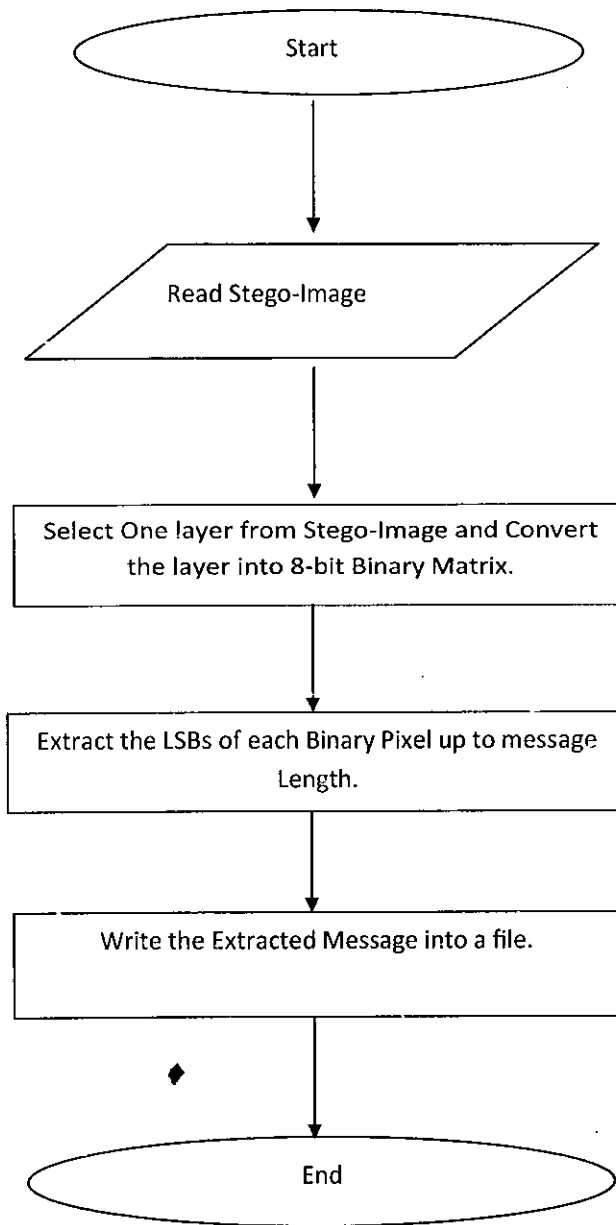 Start
Read Stego-Image
Select One layer from Stego-Image and Convert
the layer into 8-bit Binary Matrix.
Extract the LSBs of each Binary Pixel up to message
Length.
Write the Extracted Message into a file.
End